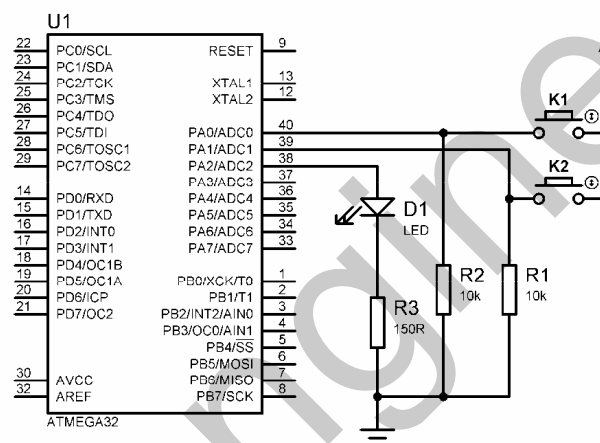 U1
22 PC0/SCL RESET 9
23 PC1/SDA
24 PC2/TCK XTAL1 13
25 PC3/TMS XTAL2 12
26 PC4/TDO
27 PC5/TDI PA0/ADC0 40
28 PC6/TOSC1 PA1/ADC1 39
29 PC7/TOSC2 PA2/ADC2 38
PA3/ADC3 37
14 PD0/RXD PA4/ADC4 36
15 PD1/TXD PA5/ADC5 35
16 PD2/INT0 PA6/ADC6 34
17 PD3/INT1 PA7/ADC7 33
18 PD4/OC1B
19 PD5/OC1A PB0/XCK/T0 1
20 PD6/ICP PB1/T1 2
21 PD7/OC2 PB2/INT2/AIN0 3
PB3/OC0/AIN1 4
PB4/SS 5
PB5/MOSI 6
30 AVCC PB6/MISO 7
32 AREF PB7/SCK 8
ATMEGA32
K1
K2
D1
LED
R3
150R
R2
10k
R1
10k
ngine